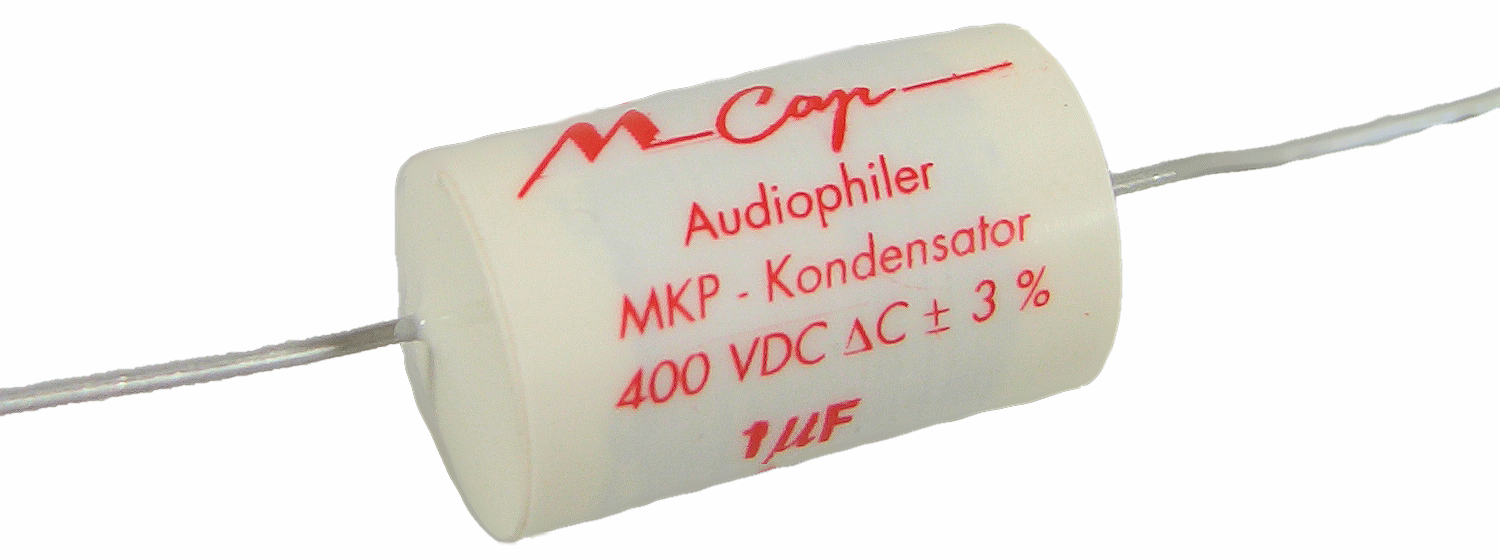 M Cap
Audiophiler
MKP - Kondensator
400 VDC ΔC ± 3 %
1µF